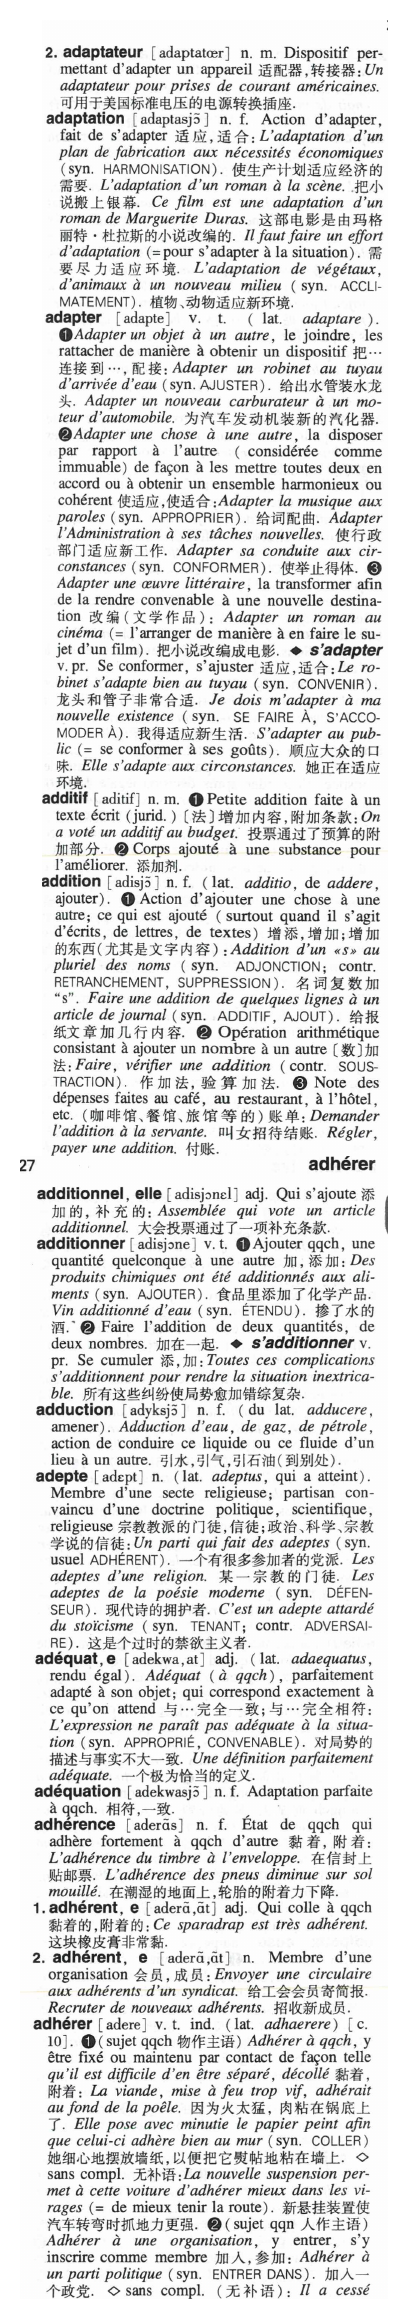 2. adaptateur [adaptatœr] n. m. Dispositif per-
mettant d'adapter un appareil 适配器,转接器: Un
adaptateur pour prises de courant américaines.
可用于美国标准电压的电源转换插座.
adaptation [adaptasjɔ̃] n. f. Action d'adapter,
fait de s'adapter 适应,适合: L'adaptation d'un
plan de fabrication aux nécessités économiques
(syn. HARMONISATION). 使生产计划适应经济的
需要. L'adaptation d'un roman à la scène. 把小
说搬上银幕. Ce film est une adaptation d'un
roman de Marguerite Duras. 这部电影是由玛格
丽特·杜拉斯的小说改编的. Il faut faire un effort
d'adaptation (=pour s'adapter à la situation). 需
要尽力适应环境. L'adaptation de végétaux,
d'animaux à un nouveau milieu (syn. ACCLI-
MATEMENT). 植物、动物适应新环境.
adapter [adapte] v. t. (lat. adaptare).
❶Adapter un objet à un autre, le joindre, les
rattacher de manière à obtenir un dispositif 把…
连接到…,配接: Adapter un robinet au tuyau
d'arrivée d'eau (syn. AJUSTER). 给出水管装水龙
头. Adapter un nouveau carburateur à un mo-
teur d'automobile. 为汽车发动机装新的汽化器.
❷Adapter une chose à une autre, la disposer
par rapport à l'autre (considérée comme
immuable) de façon à les mettre toutes deux en
accord ou à obtenir un ensemble harmonieux ou
cohérent 使适应,使适合:Adapter la musique aux
paroles (syn. APPROPRIER). 给词配曲. Adapter
l'Administration à ses tâches nouvelles. 使行政
部门适应新工作. Adapter sa conduite aux cir-
constances (syn. CONFORMER). 使举止得体. ❸
Adapter une œuvre littéraire, la transformer afin
de la rendre convenable à une nouvelle destina-
tion 改编(文学作品): Adapter un roman au
cinéma (= l'arranger de manière à en faire le su-
jet d'un film). 把小说改编成电影. ◆ s'adapter
v. pr. Se conformer, s'ajuster 适应,适合:Le ro-
binet s'adapte bien au tuyau (syn. CONVENIR).
龙头和管子非常合适. Je dois m'adapter à ma
nouvelle existence (syn. SE FAIRE À, S'ACCO-
MODER À). 我得适应新生活. S'adapter au pub-
lic (= se conformer à ses goûts). 顺应大众的口
味. Elle s'adapte aux circonstances. 她正在适应
环境.
additif [aditif] n. m. ❶ Petite addition faite à un
texte écrit (jurid.) [法]增加内容,附加条款:On
a voté un additif au budget. 投票通过了预算的附
加部分. ❷ Corps ajouté à une substance pour
l'améliorer. 添加剂.
addition [adisjɔ̃] n. f. (lat. additio, de addere,
ajouter). ❶ Action d'ajouter une chose à une
autre; ce qui est ajouté (surtout quand il s'agit
d'écrits, de lettres, de textes) 增添,增加;增加
的东西(尤其是文字内容): Addition d'un «s» au
pluriel des noms (syn. ADJONCTION; contr.
RETRANCHEMENT, SUPPRESSION). 名词复数加
"s". Faire une addition de quelques lignes à un
article de journal (syn. ADDITIF, AJOUT). 给报
纸文章加几行内容. ❷ Opération arithmétique
consistant à ajouter un nombre à un autre [数]加
法: Faire, vérifier une addition (contr. SOUS-
TRACTION). 作加法,验算加法. ❸ Note des
dépenses faites au café, au restaurant, à l'hôtel,
etc. (咖啡馆、餐馆、旅馆等的)账单: Demander
l'addition à la servante. 叫女招待结账. Régler,
payer une addition. 付账.
27 adhérer
additionnel, elle [adisjɔnɛl] adj. Qui s'ajoute 添
加的,补充的: Assemblée qui vote un article
additionnel. 大会投票通过了一项补充条款.
additionner [adisjɔne] v. t. ❶Ajouter qqch, une
quantité quelconque à une autre 加,添加: Des
produits chimiques ont été additionnés aux ali-
ments (syn. AJOUTER). 食品里添加了化学产品.
Vin additionné d'eau (syn. ÉTENDU). 掺了水的
酒. ❷ Faire l'addition de deux quantités, de
deux nombres. 加在一起. ◆ s'additionner v.
pr. Se cumuler 添,加: Toutes ces complications
s'additionnent pour rendre la situation inextrica-
ble. 所有这些纠纷使局势愈加错综复杂.
adduction [adyksjɔ̃] n. f. (du lat. adducere,
amener). Adduction d'eau, de gaz, de pétrole,
action de conduire ce liquide ou ce fluide d'un
lieu à un autre. 引水,引气,引石油(到别处).
adepte [adɛpt] n. (lat. adeptus, qui a atteint).
Membre d'une secte religieuse; partisan con-
vaincu d'une doctrine politique, scientifique,
religieuse 宗教教派的门徒,信徒;政治、科学、宗教
学说的信徒: Un parti qui fait des adeptes (syn.
usuel ADHÉRENT). 一个有很多参加者的党派. Les
adeptes d'une religion. 某一宗教的门徒. Les
adeptes de la poésie moderne (syn. DÉFEN-
SEUR). 现代诗的拥护者. C'est un adepte attardé
du stoïcisme (syn. TENANT; contr. ADVERSAI-
RE). 这是个过时的禁欲主义者.
adéquat, e [adekwa,at] adj. (lat. adaequatus,
rendu égal). Adéquat (à qqch), parfaitement
adapté à son objet; qui correspond exactement à
ce qu'on attend 与…完全一致;与…完全相符:
L'expression ne paraît pas adéquate à la situa-
tion (syn. APPROPRIÉ, CONVENABLE). 对局势的
描述与事实不大一致. Une définition parfaitement
adéquate. 一个极为恰当的定义.
adéquation [adekwasjɔ̃] n. f. Adaptation parfaite
à qqch. 相符,一致.
adhérence [aderɑ̃s] n. f. État de qqch qui
adhère fortement à qqch d'autre 黏着,附着:
L'adhérence du timbre à l'enveloppe. 在信封上
贴邮票. L'adhérence des pneus diminue sur sol
mouillé. 在潮湿的地面上,轮胎的附着力下降.
1. adhérent, e [aderɑ̃,ɑ̃t] adj. Qui colle à qqch
黏着的,附着的: Ce sparadrap est très adhérent.
这块橡皮膏非常黏.
2. adhérent, e [aderɑ̃,ɑ̃t] n. Membre d'une
organisation 会员,成员: Envoyer une circulaire
aux adhérents d'un syndicat. 给工会会员寄简报.
Recruter de nouveaux adhérents. 招收新成员.
adhérer [adere] v. t. ind. (lat. adhaerere) [c.
10]. ❶(sujet qqch 物作主语) Adhérer à qqch, y
être fixé ou maintenu par contact de façon telle
qu'il est difficile d'en être séparé, décollé 黏着,
附着: La viande, mise à feu trop vif, adhérait
au fond de la poêle. 因为火太猛,肉粘在锅底上
了. Elle pose avec minutie le papier peint afin
que celui-ci adhère bien au mur (syn. COLLER)
她细心地摆放墙纸,以便把它熨帖地粘在墙上. ◇
sans compl. 无补语:La nouvelle suspension per-
met à cette voiture d'adhérer mieux dans les vi-
rages (= de mieux tenir la route). 新悬挂装置使
汽车转弯时抓地力更强. ❷(sujet qqn 人作主语)
Adhérer à une organisation, y entrer, s'y
inscrire comme membre 加入,参加: Adhérer à
un parti politique (syn. ENTRER DANS). 加入一
个政党. ◇ sans compl. (无补语): Il a cessé